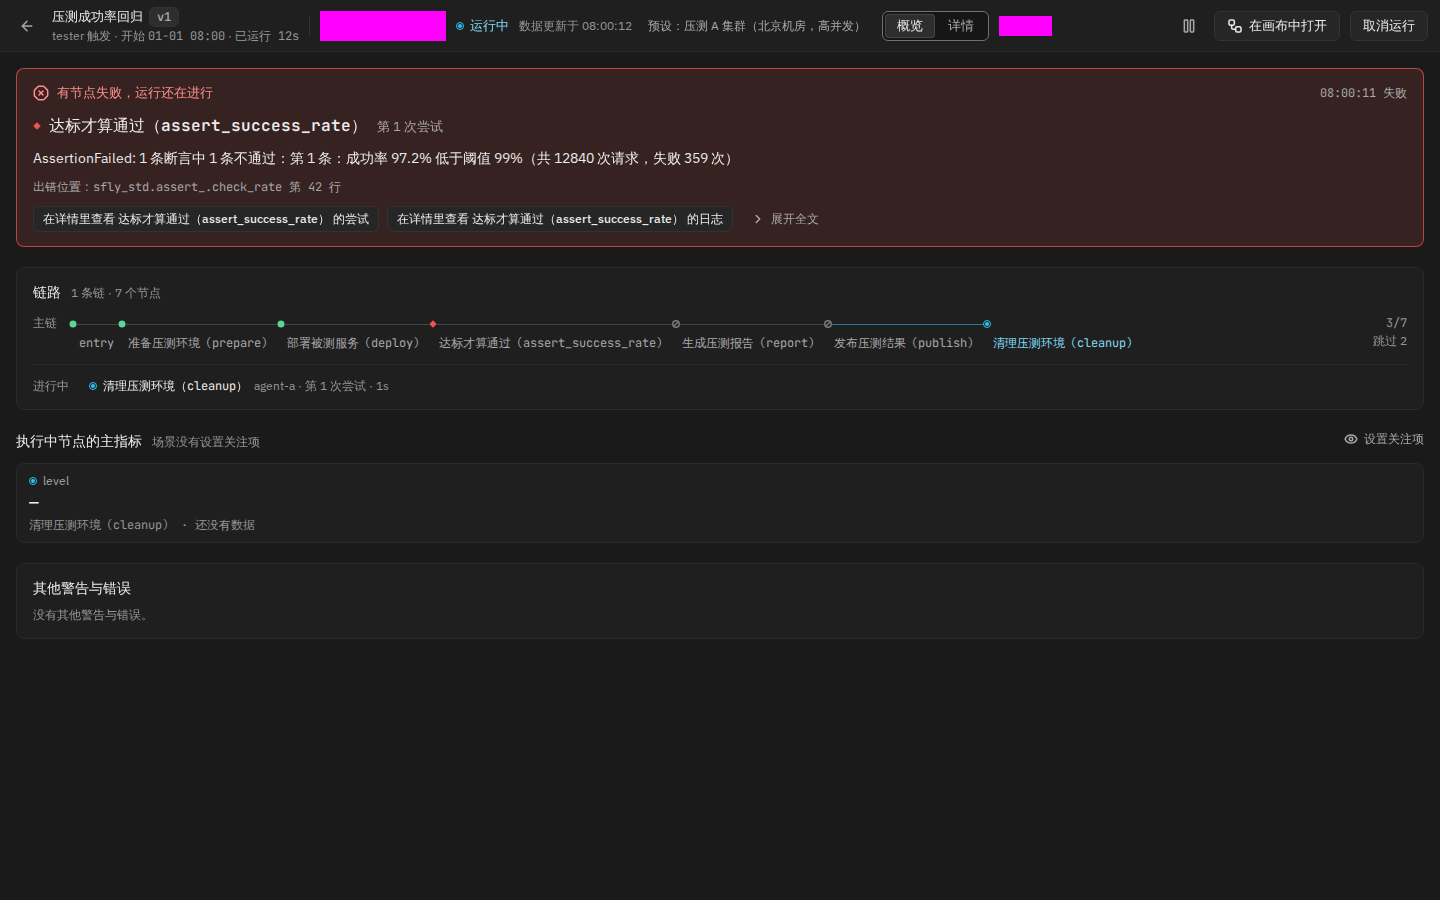 压测成功率回归 v1
tester 触发 · 开始 01-01 08:00 · 已运行 12s
运行中 数据更新于 08:00:12 预设：压测 A 集群（北京机房，高并发） 概览 详情
在画布中打开 取消运行
有节点失败，运行还在进行 08:00:11 失败
达标才算通过（assert_success_rate） 第 1 次尝试
AssertionFailed: 1 条断言中 1 条不通过：第 1 条：成功率 97.2% 低于阈值 99%（共 12840 次请求，失败 359 次）
出错位置：sfly_std.assert_.check_rate 第 42 行
在详情里查看 达标才算通过（assert_success_rate） 的尝试 在详情里查看 达标才算通过（assert_success_rate） 的日志 展开全文
链路 1 条链 · 7 个节点
主链 3/7
entry 准备压测环境（prepare） 部署被测服务（deploy） 达标才算通过（assert_success_rate） 生成压测报告（report） 发布压测结果（publish） 清理压测环境（cleanup） 跳过 2
进行中 清理压测环境（cleanup） agent-a · 第 1 次尝试 · 1s
执行中节点的主指标 场景没有设置关注项 设置关注项
level
—
清理压测环境（cleanup） · 还没有数据
其他警告与错误
没有其他警告与错误。